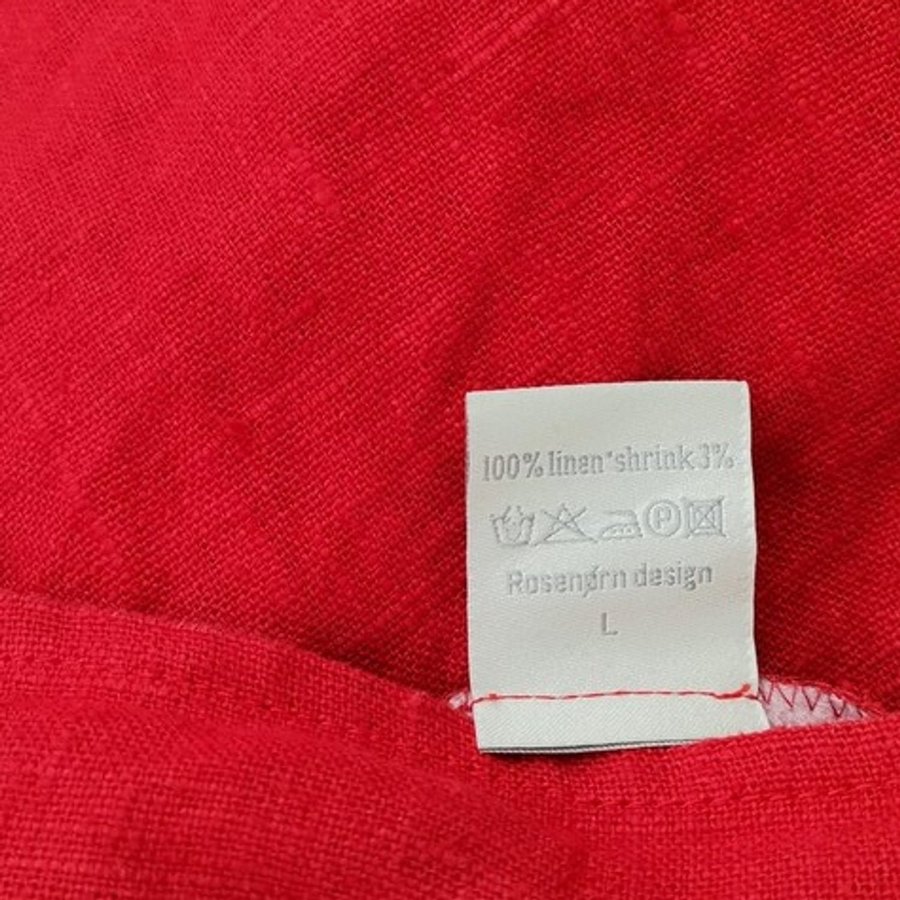 100% linen*shrink 3%
P
Rosenørn design
L